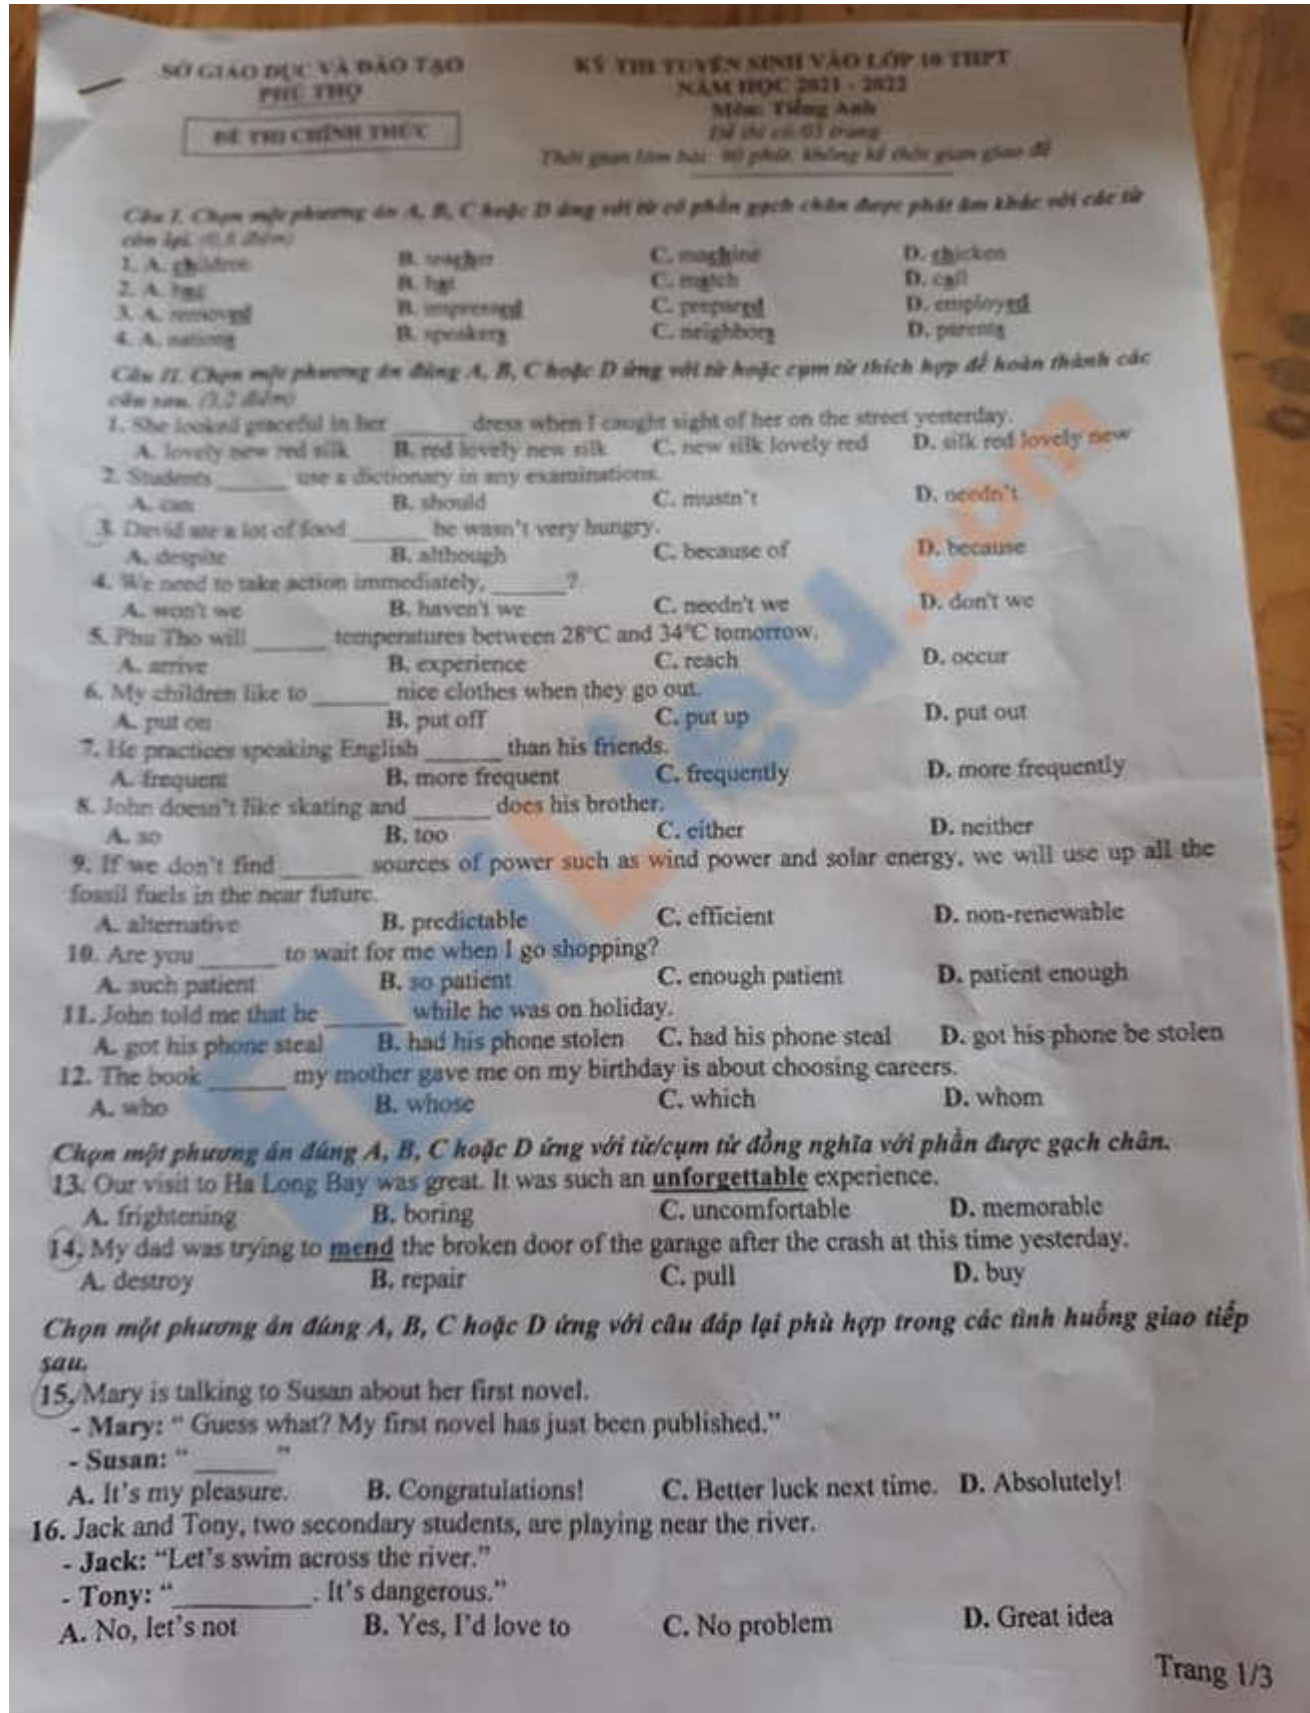 SỞ GIÁO DỤC VÀ ĐÀO TẠO
PHÚ THỌ
ĐỀ THI CHÍNH THỨC
KỲ THI TUYỂN SINH VÀO LỚP 10 THPT
NĂM HỌC 2021 - 2022
Môn: Tiếng Anh
Đề thi có: 03 trang
Thời gian làm bài: 90 phút, không kể thời gian giao đề
Câu I. Chọn một phương án A, B, C hoặc D ứng với từ có phần gạch chân được phát âm khác với các từ
còn lại. (0,8 điểm)
1. A. children B. teacher C. machine D. chicken
2. A. B. hat C. match D. call
3. A. removed B. impressed C. prepared D. employed
4. A. nations B. speakers C. neighbors D. parents
Câu II. Chọn một phương án đúng A, B, C hoặc D ứng với từ hoặc cụm từ thích hợp để hoàn thành các
câu sau. (3,2 điểm)
1. She looked graceful in her ______ dress when I caught sight of her on the street yesterday.
A. lovely new red silk B. red lovely new silk C. new silk lovely red D. silk red lovely new
2. Students ______ use a dictionary in any examinations.
A. can B. should C. mustn't D. needn't
3. David ate a lot of food ______ he wasn't very hungry.
A. despite B. although C. because of D. because
4. We need to take action immediately, ______?
A. won't we B. haven't we C. needn't we D. don't we
5. Phu Tho will ______ temperatures between 28°C and 34°C tomorrow.
A. arrive B. experience C. reach D. occur
6. My children like to ______ nice clothes when they go out.
A. put on B. put off C. put up D. put out
7. He practices speaking English ______ than his friends.
A. frequent B. more frequent C. frequently D. more frequently
8. John doesn't like skating and ______ does his brother.
A. so B. too C. either D. neither
9. If we don't find ______ sources of power such as wind power and solar energy, we will use up all the
fossil fuels in the near future.
A. alternative B. predictable C. efficient D. non-renewable
10. Are you ______ to wait for me when I go shopping?
A. such patient B. so patient C. enough patient D. patient enough
11. John told me that he ______ while he was on holiday.
A. got his phone steal B. had his phone stolen C. had his phone steal D. got his phone be stolen
12. The book ______ my mother gave me on my birthday is about choosing careers.
A. who B. whose C. which D. whom
Chọn một phương án đúng A, B, C hoặc D ứng với từ/cụm từ đồng nghĩa với phần được gạch chân.
13. Our visit to Ha Long Bay was great. It was such an unforgettable experience.
A. frightening B. boring C. uncomfortable D. memorable
14. My dad was trying to mend the broken door of the garage after the crash at this time yesterday.
A. destroy B. repair C. pull D. buy
Chọn một phương án đúng A, B, C hoặc D ứng với câu đáp lại phù hợp trong các tình huống giao tiếp
sau.
15. Mary is talking to Susan about her first novel.
- Mary: " Guess what? My first novel has just been published."
- Susan: " ______ "
A. It's my pleasure. B. Congratulations! C. Better luck next time. D. Absolutely!
16. Jack and Tony, two secondary students, are playing near the river.
- Jack: "Let's swim across the river."
- Tony: "__________. It's dangerous."
A. No, let's not B. Yes, I'd love to C. No problem D. Great idea
Trang 1/3